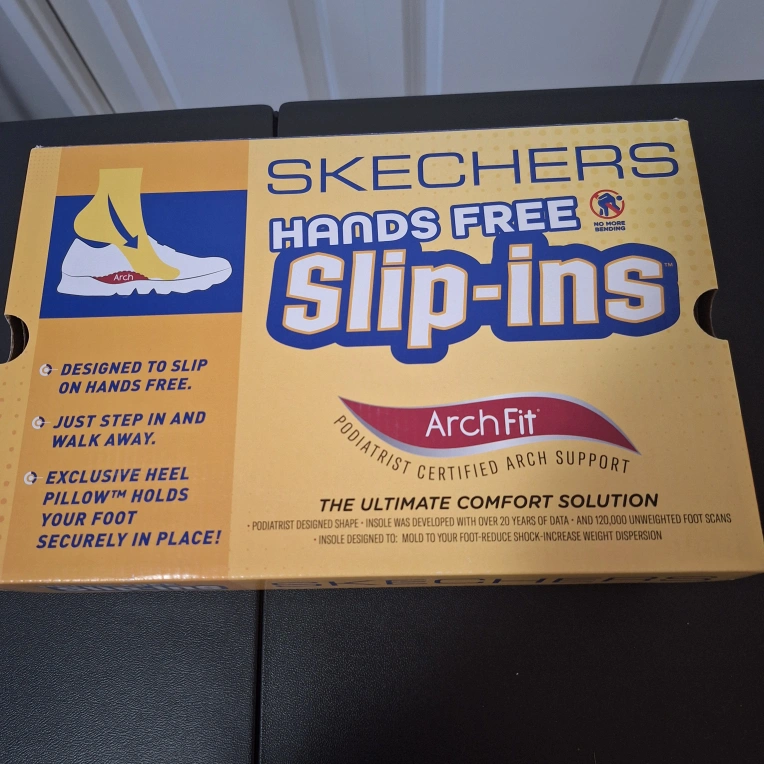 SKECHERS
HANDS FREE
NO MORE
BENDING
Slip-ins™
Arch
DESIGNED TO SLIP
ON HANDS FREE.
JUST STEP IN AND
WALK AWAY.
EXCLUSIVE HEEL
PILLOW™ HOLDS
YOUR FOOT
SECURELY IN PLACE!
Arch Fit®
PODIATRIST CERTIFIED ARCH SUPPORT
THE ULTIMATE COMFORT SOLUTION
• PODIATRIST DESIGNED SHAPE • INSOLE WAS DEVELOPED WITH OVER 20 YEARS OF DATA • AND 120,000 UNWEIGHTED FOOT SCANS
• INSOLE DESIGNED TO: MOLD TO YOUR FOOT-REDUCE SHOCK-INCREASE WEIGHT DISPERSION
Slip-ins SKECHERS